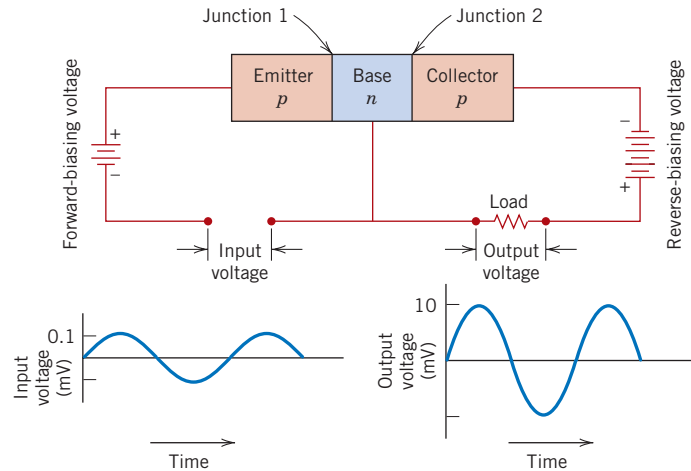 Junction 1
Junction 2
Emitter
p
Base
n
Collector
p
Forward-biasing voltage
+
–
Reverse-biasing voltage
–
+
Load
Input
voltage
Output
voltage
Input
voltage
(mV)
0.1
Time
Output
voltage
(mV)
10
Time